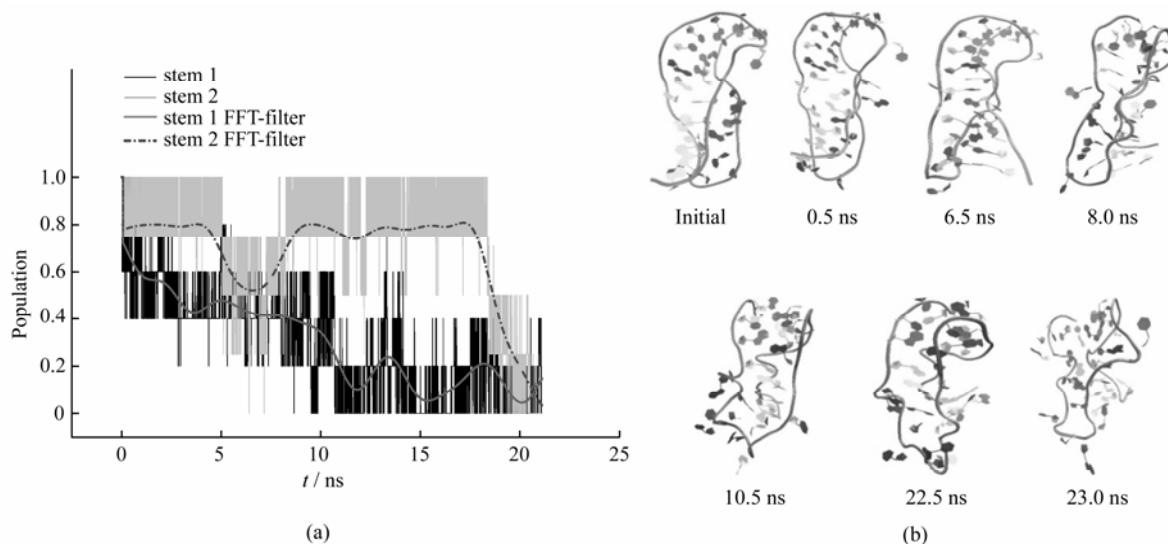 stem 1
stem 2
stem 1 FFT-filter
stem 2 FFT-filter
1.0
0.8
0.6
0.4
0.2
0
Population
0 5 10 15 20 25
t / ns
(a)
Initial 0.5 ns 6.5 ns 8.0 ns
10.5 ns 22.5 ns 23.0 ns
(b)